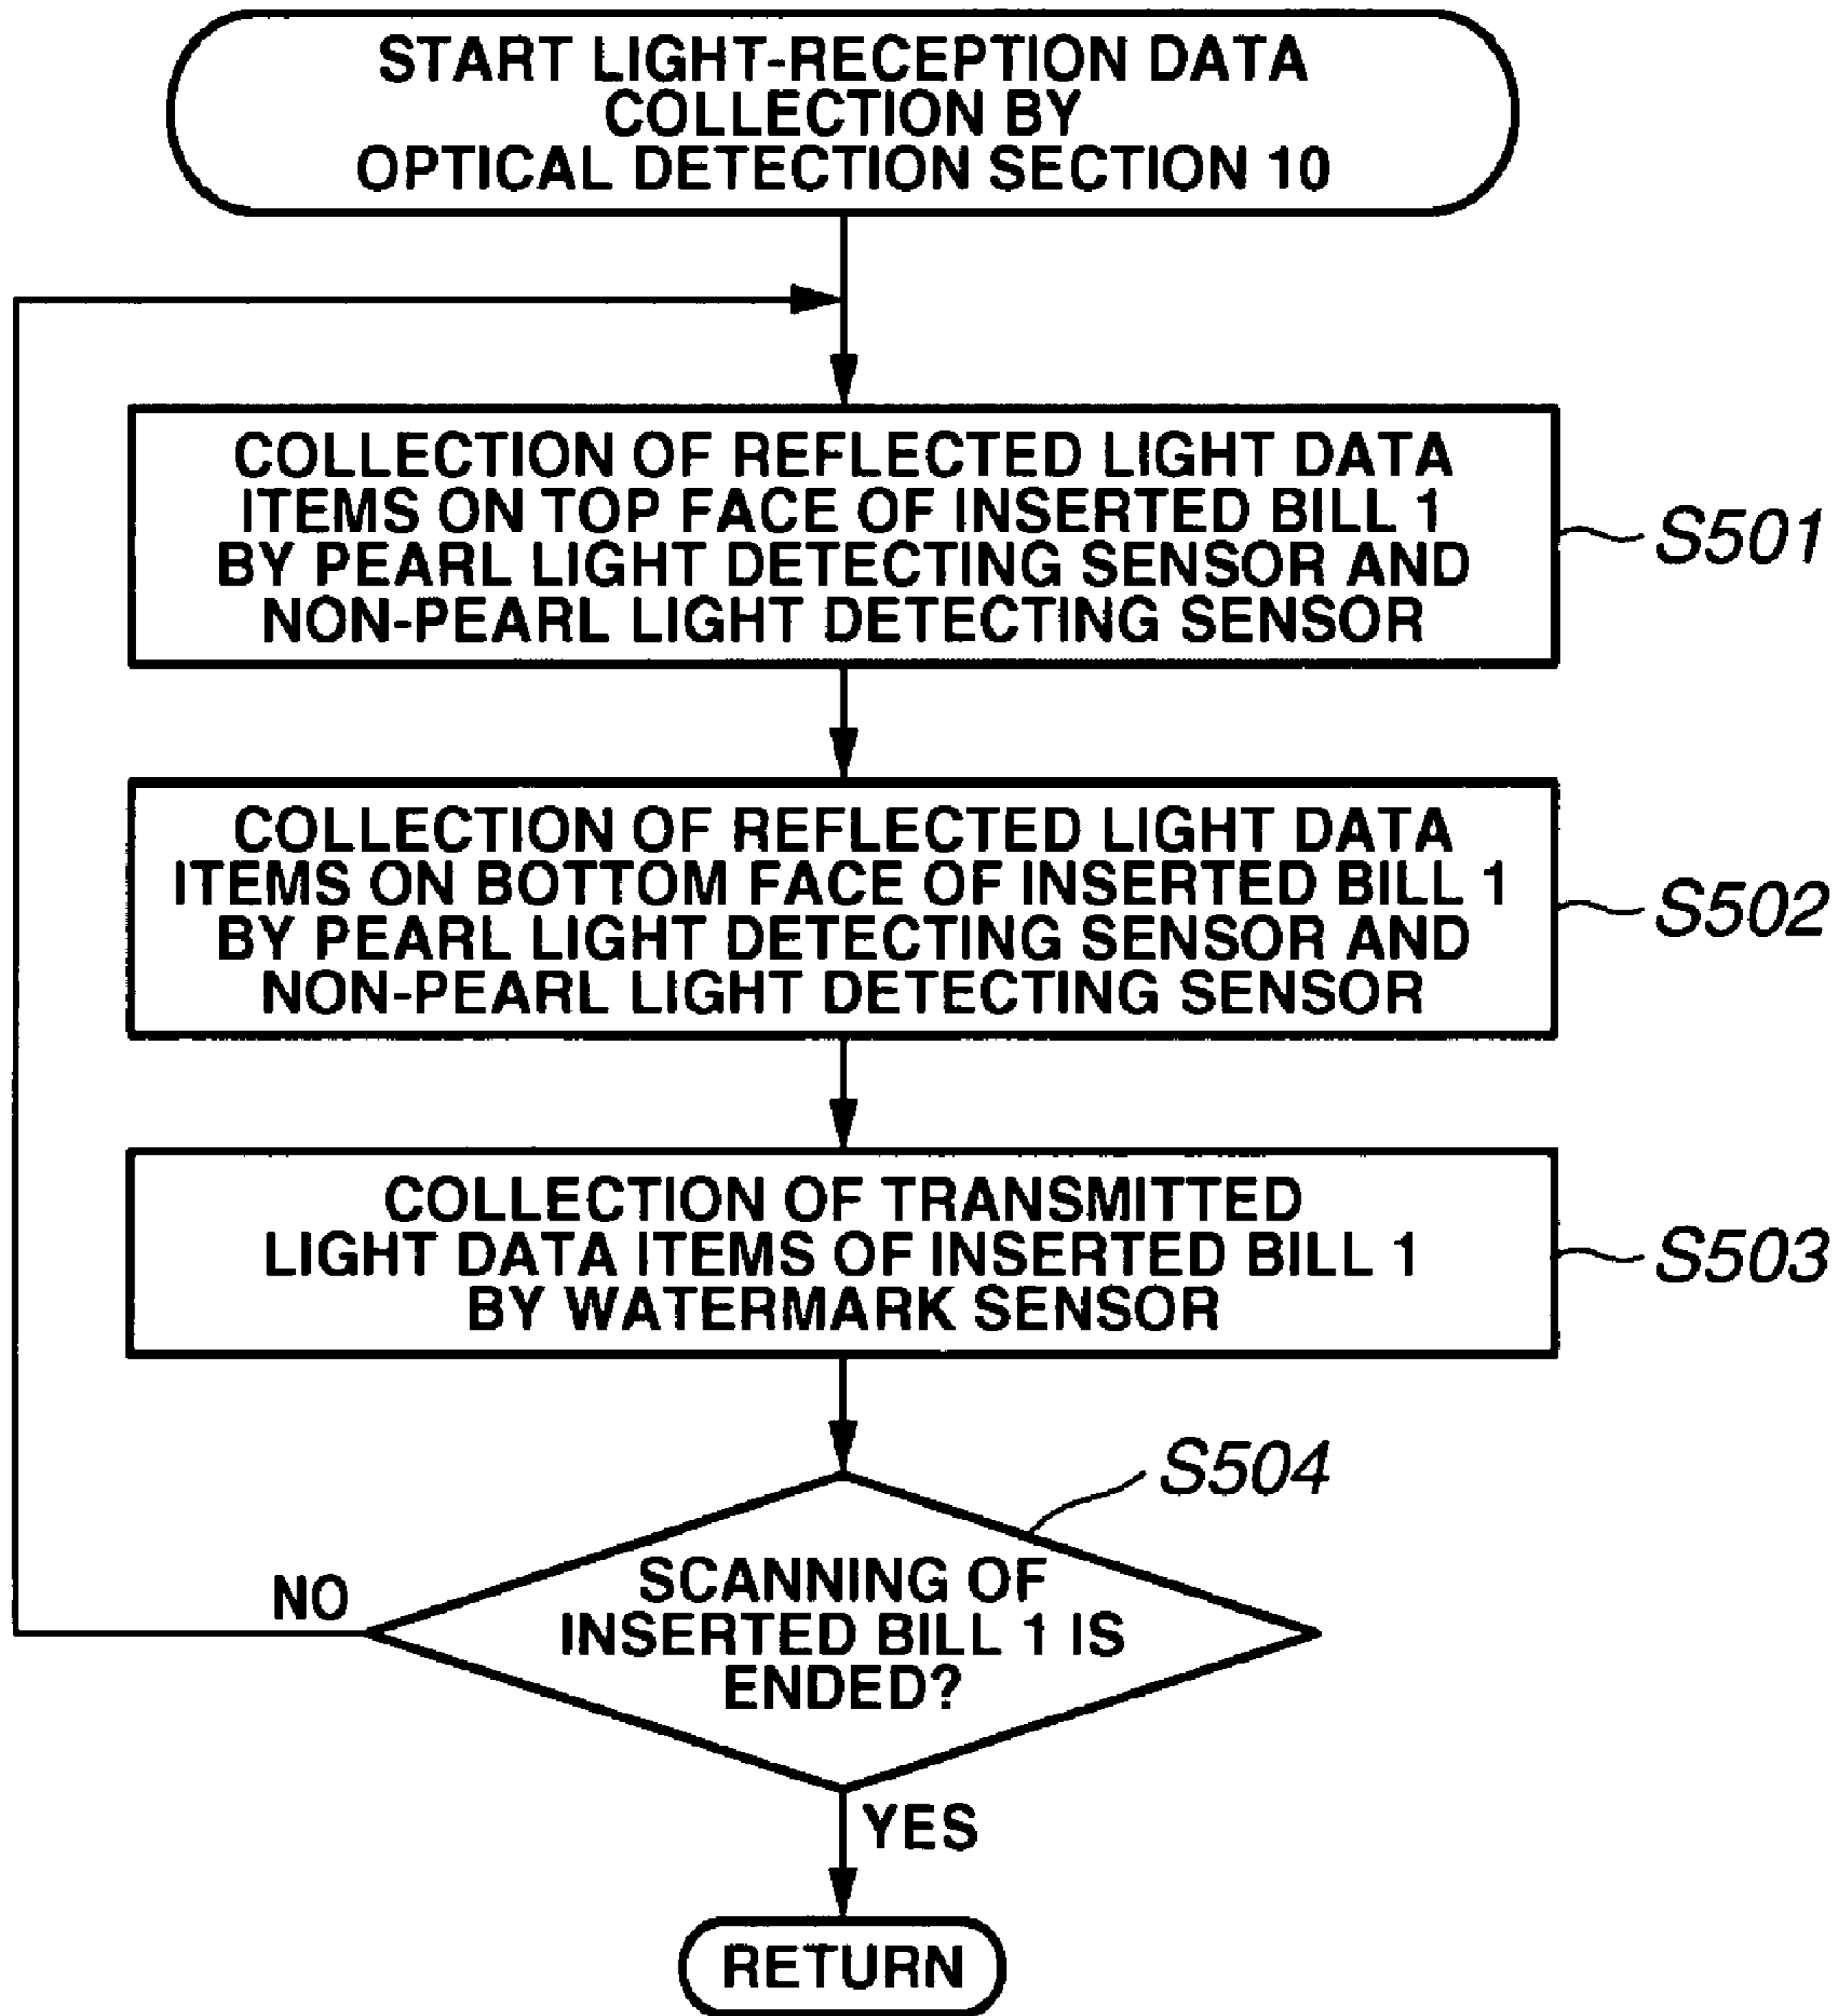 START LIGHT-RECEPTION DATA
COLLECTION BY
OPTICAL DETECTION SECTION 10
COLLECTION OF REFLECTED LIGHT DATA
ITEMS ON TOP FACE OF INSERTED BILL 1
BY PEARL LIGHT DETECTING SENSOR AND
NON-PEARL LIGHT DETECTING SENSOR
S501
COLLECTION OF REFLECTED LIGHT DATA
ITEMS ON BOTTOM FACE OF INSERTED BILL 1
BY PEARL LIGHT DETECTING SENSOR AND
NON-PEARL LIGHT DETECTING SENSOR
S502
COLLECTION OF TRANSMITTED
LIGHT DATA ITEMS OF INSERTED BILL 1
BY WATERMARK SENSOR
S503
S504
SCANNING OF
INSERTED BILL 1 IS
ENDED?
NO
YES
RETURN